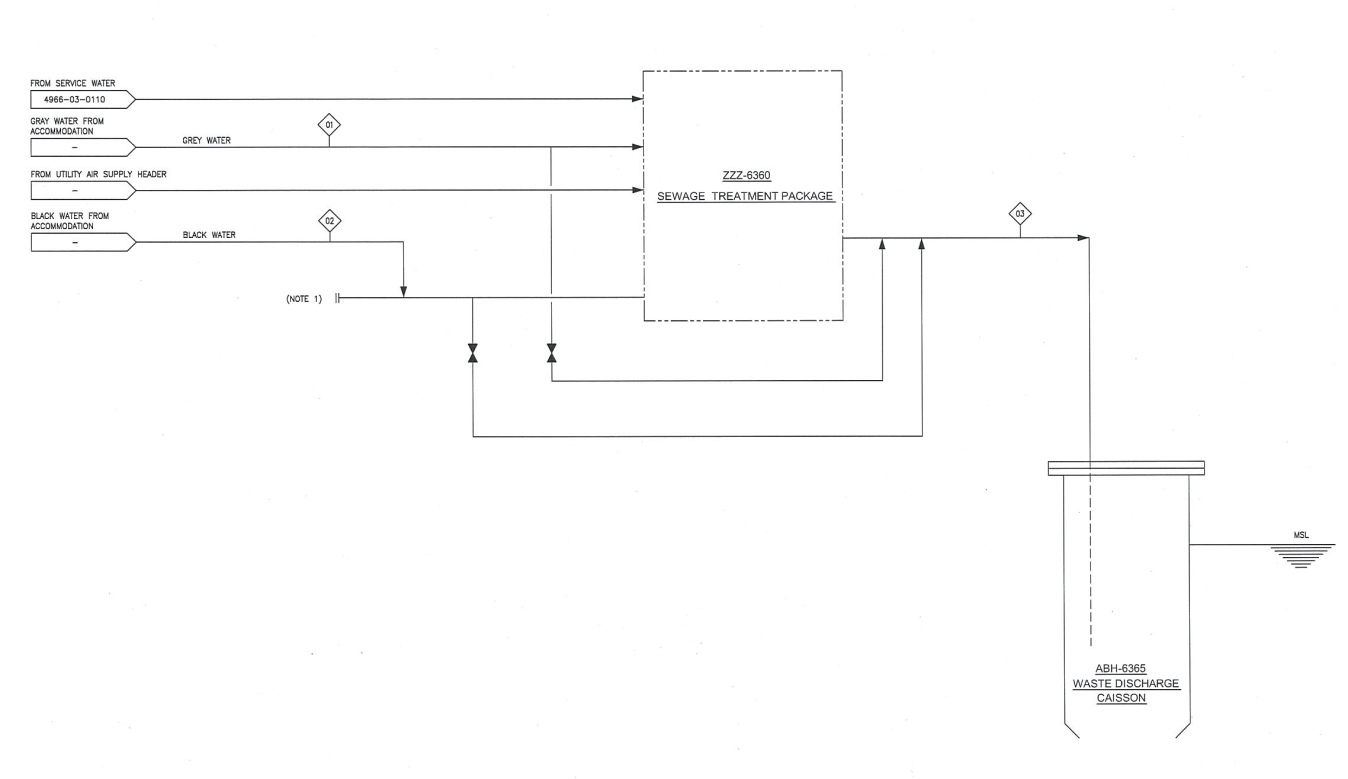 FROM SERVICE WATER
4966-03-0110
GRAY WATER FROM
ACCOMMODATION
-
GREY WATER
01
FROM UTILITY AIR SUPPLY HEADER
-
BLACK WATER FROM
ACCOMMODATION
-
BLACK WATER
02
(NOTE 1)
ZZZ-6360
SEWAGE TREATMENT PACKAGE
03
MSL
ABH-6365
WASTE DISCHARGE
CAISSON